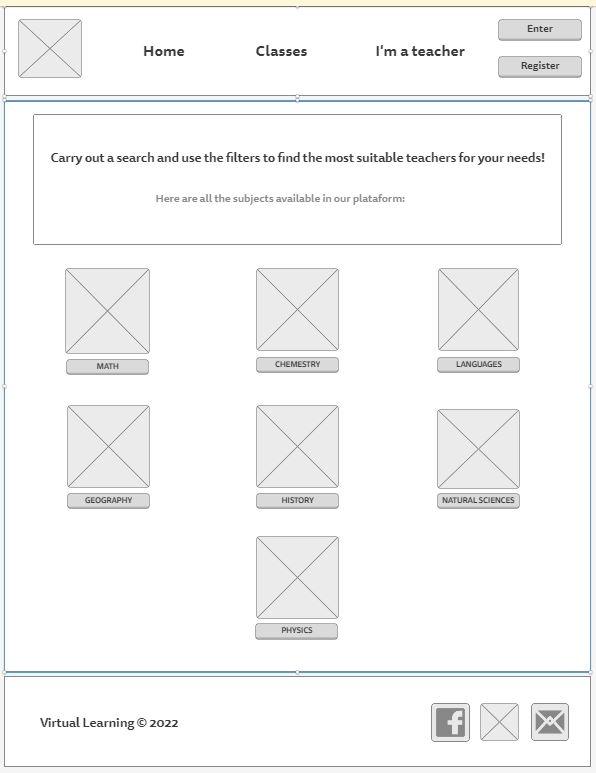 Home
Classes
I'm a teacher
Enter
Register
Carry out a search and use the filters to find the most suitable teachers for your needs!
Here are all the subjects available in our plataform:
MATH
CHEMESTRY
LANGUAGES
GEOGRAPHY
HISTORY
NATURAL SCIENCES
PHYSICS
Virtual Learning © 2022